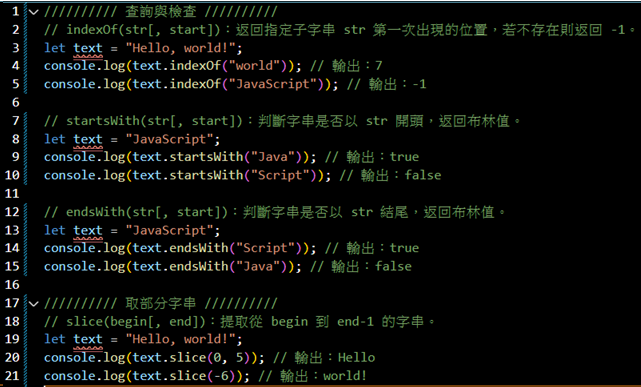 1 ////////// 查詢與檢查 //////////
2 // indexOf(str[, start])：返回指定子字串 str 第一次出現的位置，若不存在則返回 -1。
3 let text = "Hello, world!";
4 console.log(text.indexOf("world")); // 輸出：7
5 console.log(text.indexOf("JavaScript")); // 輸出：-1
6
7 // startsWith(str[, start])：判斷字串是否以 str 開頭，返回布林值。
8 let text = "JavaScript";
9 console.log(text.startsWith("Java")); // 輸出：true
10 console.log(text.startsWith("Script")); // 輸出：false
11
12 // endsWith(str[, start])：判斷字串是否以 str 結尾，返回布林值。
13 let text = "JavaScript";
14 console.log(text.endsWith("Script")); // 輸出：true
15 console.log(text.endsWith("Java")); // 輸出：false
16
17 ////////// 取部分字串 //////////
18 // slice(begin[, end])：提取從 begin 到 end-1 的字串。
19 let text = "Hello, world!";
20 console.log(text.slice(0, 5)); // 輸出：Hello
21 console.log(text.slice(-6)); // 輸出：world!